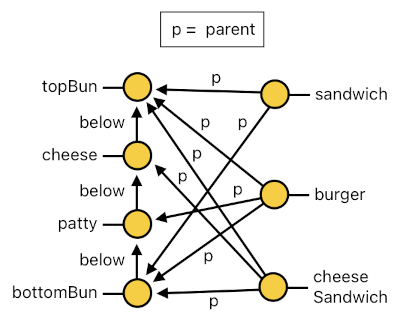 p = parent
topBun
p
sandwich
below
p
p
cheese
p
p
below
p
burger
patty
below
p
bottomBun
p
cheese
Sandwich